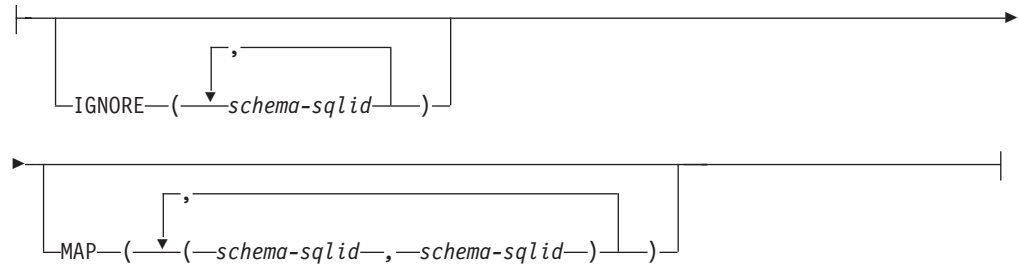 ,
IGNORE ( schema-sqlid )
,
MAP ( ( schema-sqlid , schema-sqlid ) )